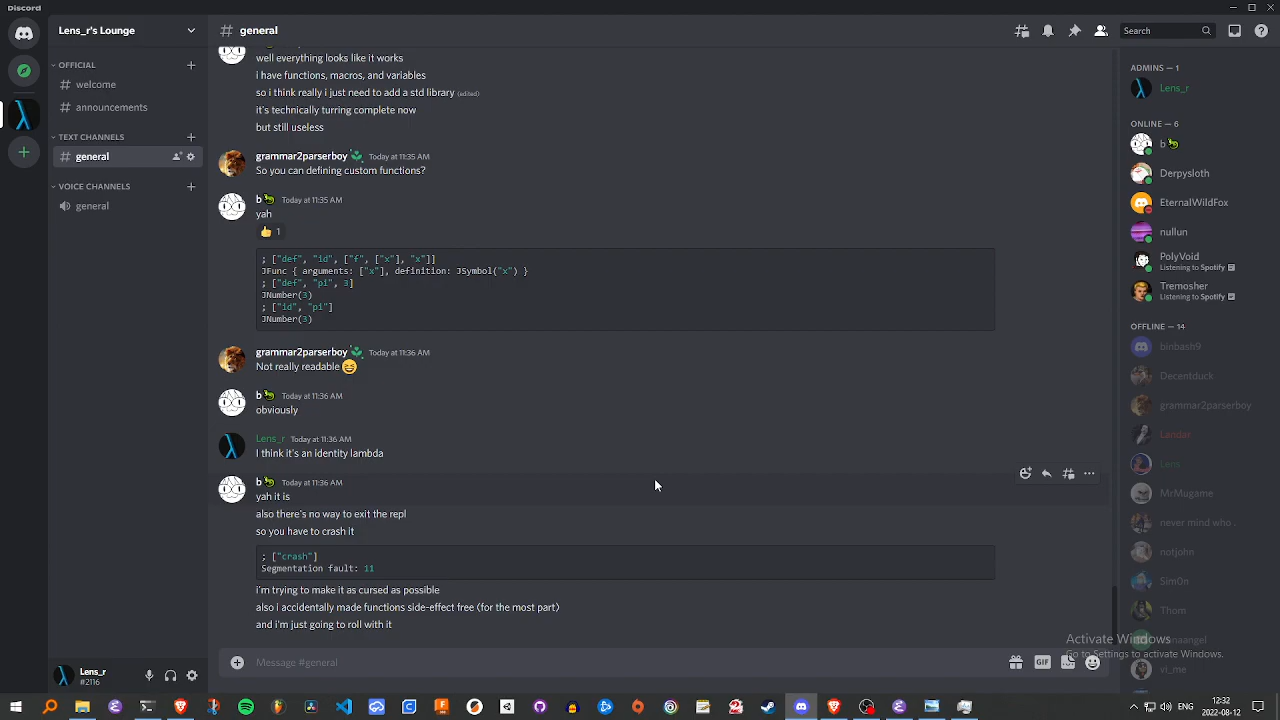 Discord
Lens_r's Lounge
# general
Search
OFFICIAL
# welcome
# announcements
TEXT CHANNELS
# general
VOICE CHANNELS
general
well everything looks like it works
i have functions, macros, and variables
so i think really i just need to add a std library (edited)
it's technically turring complete now
but still useless
grammar2parserboy Today at 11:35 AM
So you can defining custom functions?
b Today at 11:35 AM
yah
👍 1
; ["def", "id", ["f", ["x"], "x"]]
JFunc { arguments: ["x"], definition: JSymbol("x") }
; ["def", "pi", 3]
JNumber(3)
; ["id", "pi"]
JNumber(3)
grammar2parserboy Today at 11:36 AM
Not really readable 😄
b Today at 11:36 AM
obviously
Lens_r Today at 11:36 AM
I think it's an identity lambda
b Today at 11:36 AM
yah it is
also there's no way to exit the repl
so you have to crash it
; ["crash"]
Segmentation fault: 11
i'm trying to make it as cursed as possible
also i accidentally made functions side-effect free (for the most part)
and i'm just going to roll with it
Message #general
GIF
ADMINS — 1
Lens_r
ONLINE — 6
b
Derpysloth
EternalWildFox
nullun
PolyVoid
Listening to Spotify
Tremosher
Listening to Spotify
OFFLINE — 14
binbash9
Decentduck
grammar2parserboy
Landar
Lens
MrMugame
never mind who .
notjohn
Sim0n
Thom
vi_me
Activate Windows
Go to Settings to activate Windows.
Lens_r
#2116
ENG
12:32
2022-08-12